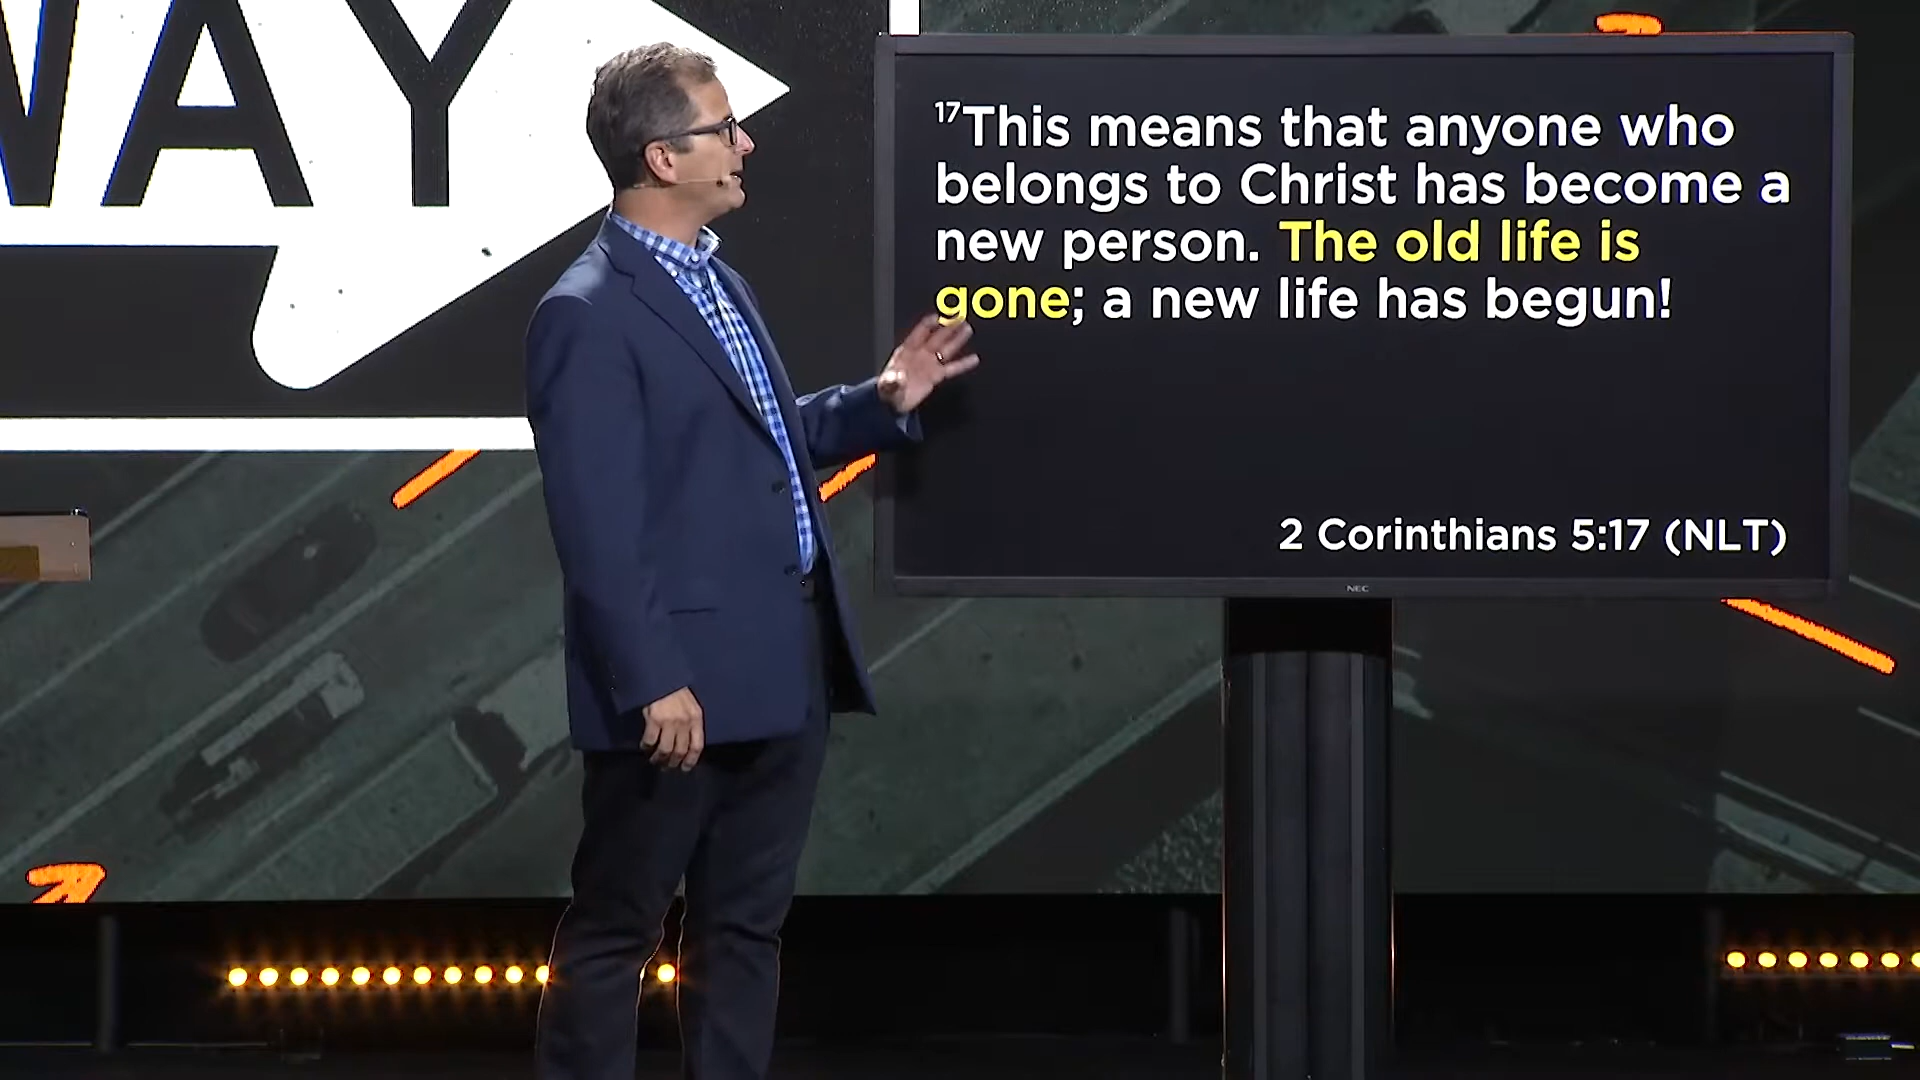 WAY
17This means that anyone who
belongs to Christ has become a
new person. The old life is
gone; a new life has begun!
2 Corinthians 5:17 (NLT)
NEC